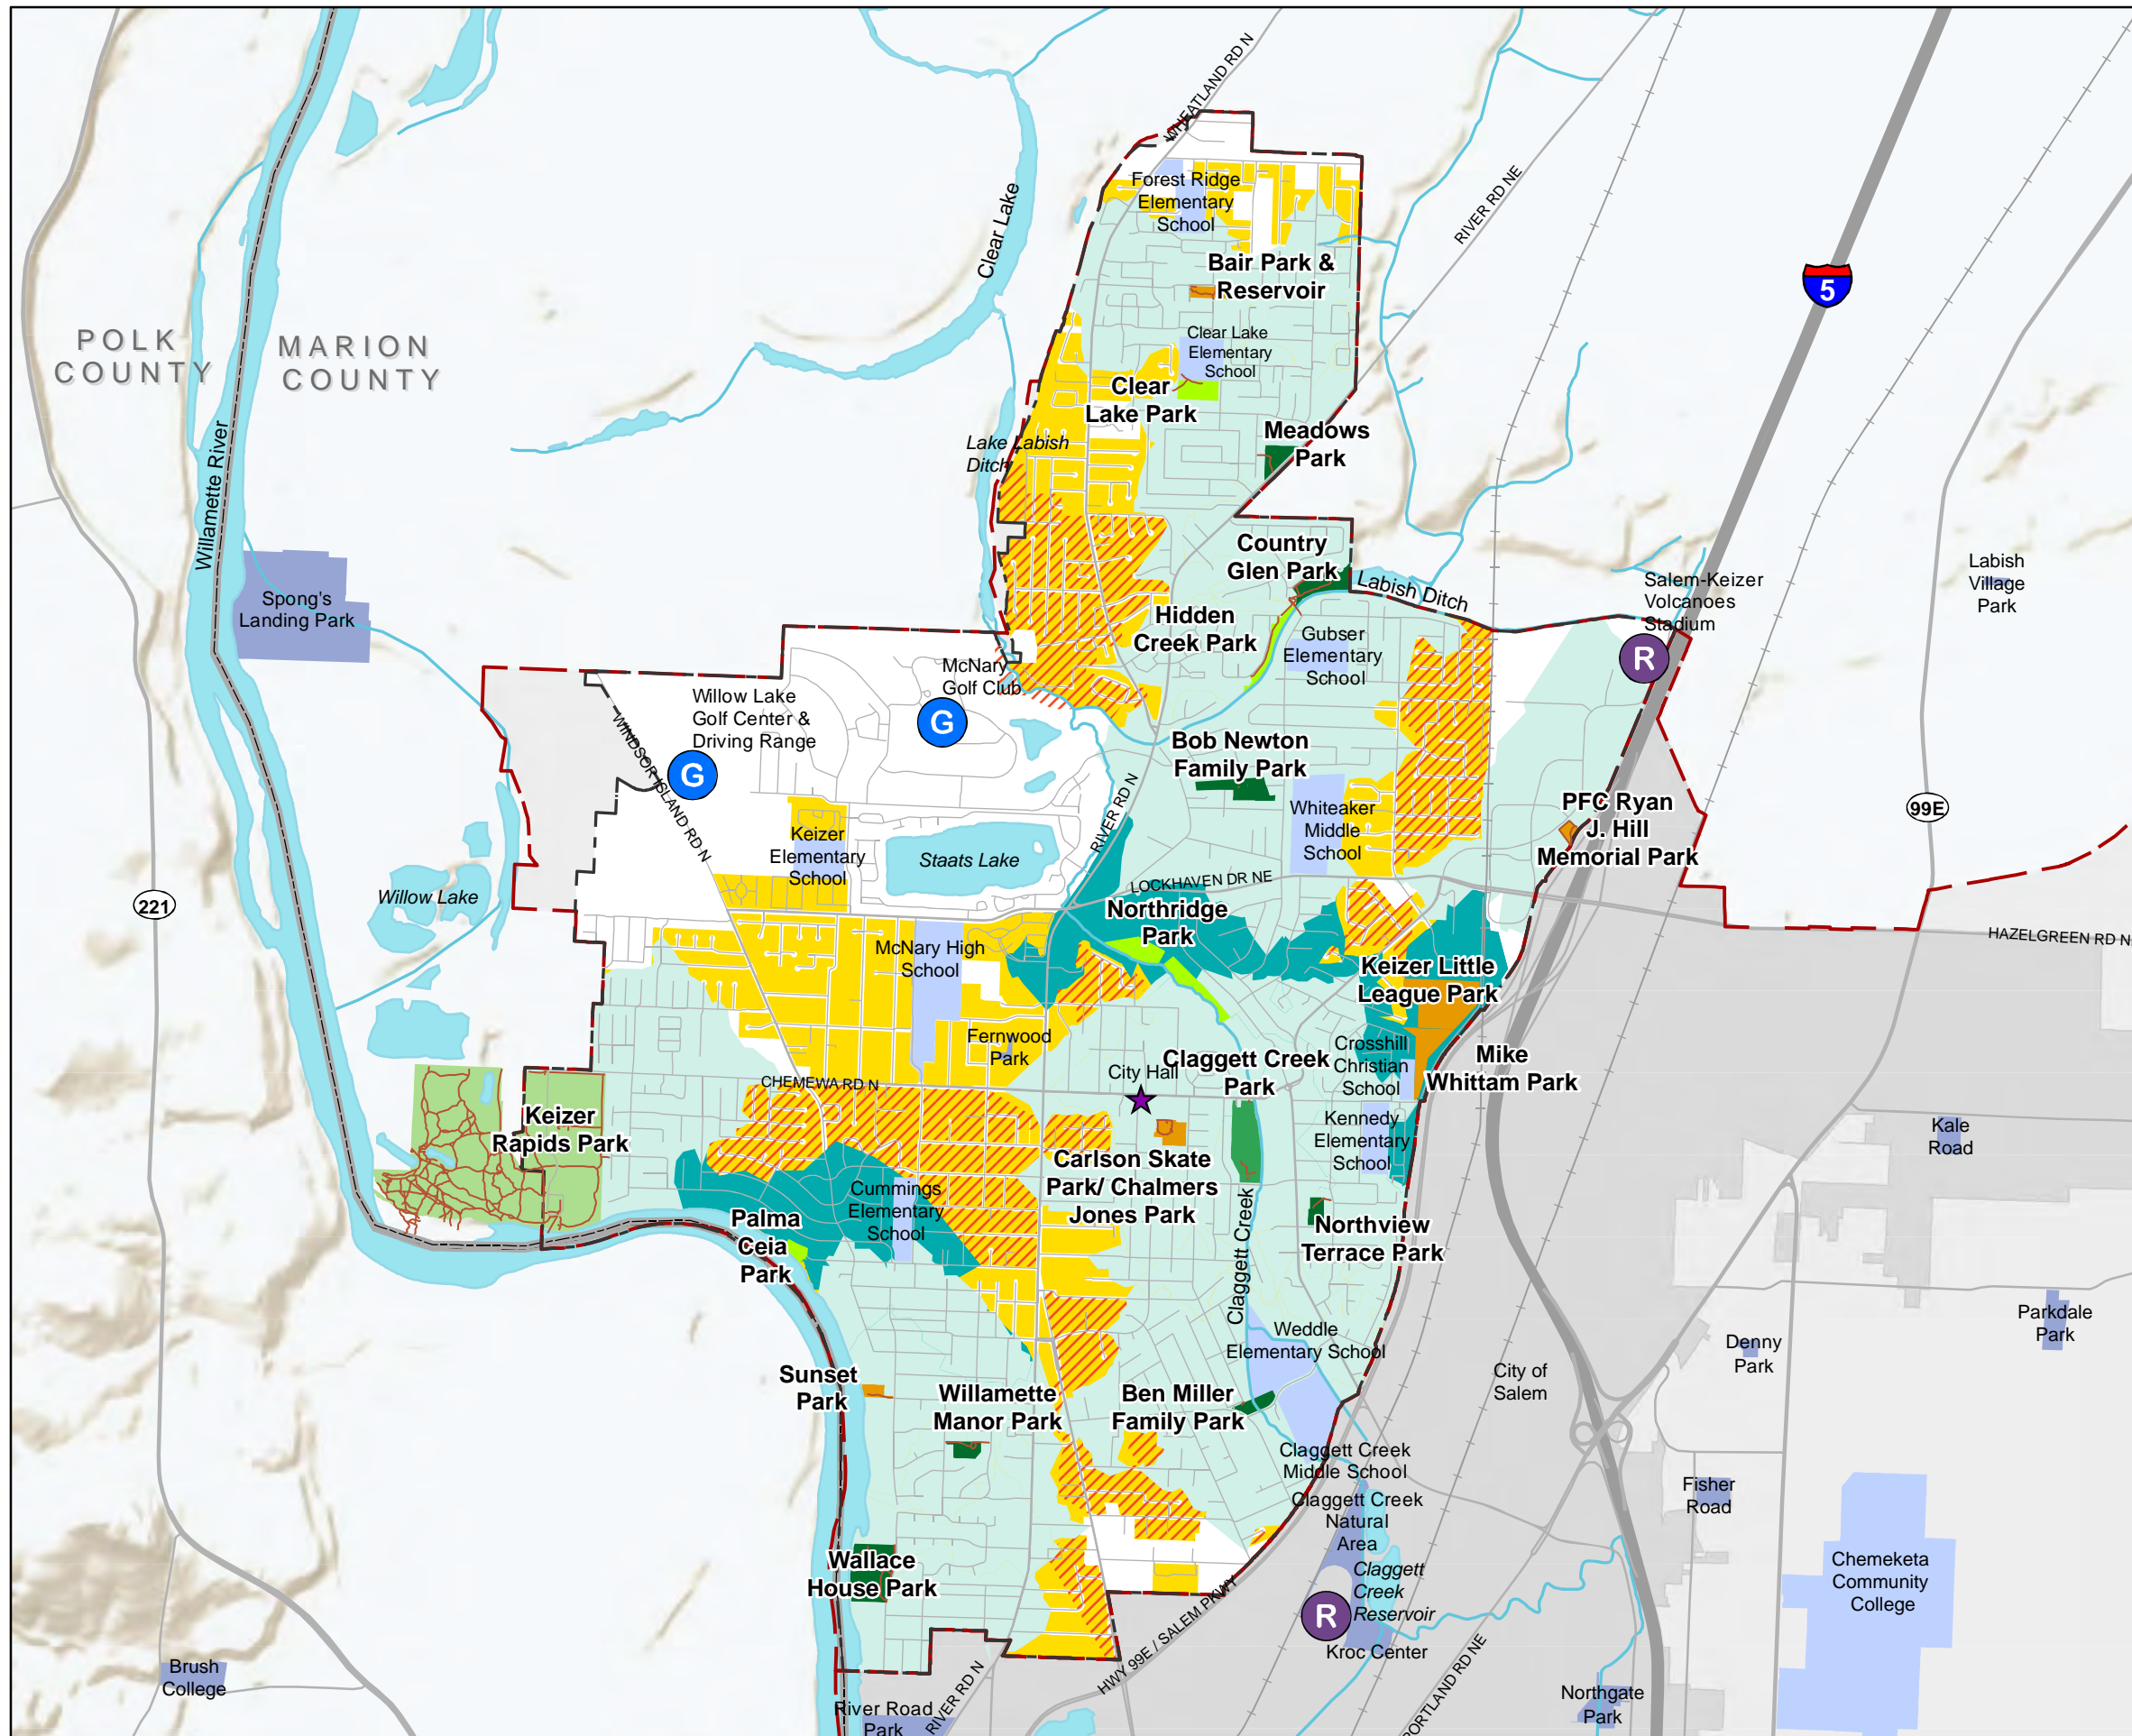 WHEATLAND RD N
Forest Ridge
Elementary
School
RIVER RD NE
Clear Lake
Bair Park &
Reservoir
5
POLK
COUNTY
MARION
COUNTY
Clear Lake
Elementary
School
Clear
Lake Park
Meadows
Park
Lake Labish
Ditch
Willamette River
Country
Glen Park
Labish Ditch
Salem-Keizer
Volcanoes
Stadium
R
Labish
Village
Park
Spong's
Landing Park
Hidden
Creek Park
Gubser
Elementary
School
McNary
Golf Club
G
Willow Lake
Golf Center &
Driving Range
G
WINDSOR ISLAND RD N
Bob Newton
Family Park
RIVER RD N
Whiteaker
Middle
School
PFC Ryan
J. Hill
Memorial Park
99E
Keizer
Elementary
School
Staats Lake
Willow Lake
221
LOCKHAVEN DR NE
Northridge
Park
McNary High
School
Keizer Little
League Park
HAZELGREEN RD N
Fernwood
Park
City Hall
Claggett Creek
Park
Crosshill
Christian
School
Mike
Whittam Park
CHEMEWA RD N
Keizer
Rapids Park
Kennedy
Elementary
School
Kale
Road
Carlson Skate
Park/ Chalmers
Jones Park
Cummings
Elementary
School
Palma
Ceia
Park
Claggett Creek
Northview
Terrace Park
Weddle
Elementary School
Parkdale
Park
Denny
Park
City of
Salem
Sunset
Park
Willamette
Manor Park
Ben Miller
Family Park
Claggett Creek
Middle School
Claggett Creek
Natural
Area
Fisher
Road
Wallace
House Park
Claggett
Creek
Reservoir
R
Kroc Center
Chemeketa
Community
College
HWY 99E / SALEM PKWY
PORTLAND RD NE
Brush
College
River Road
Park
RIVER RD N
Northgate
Park